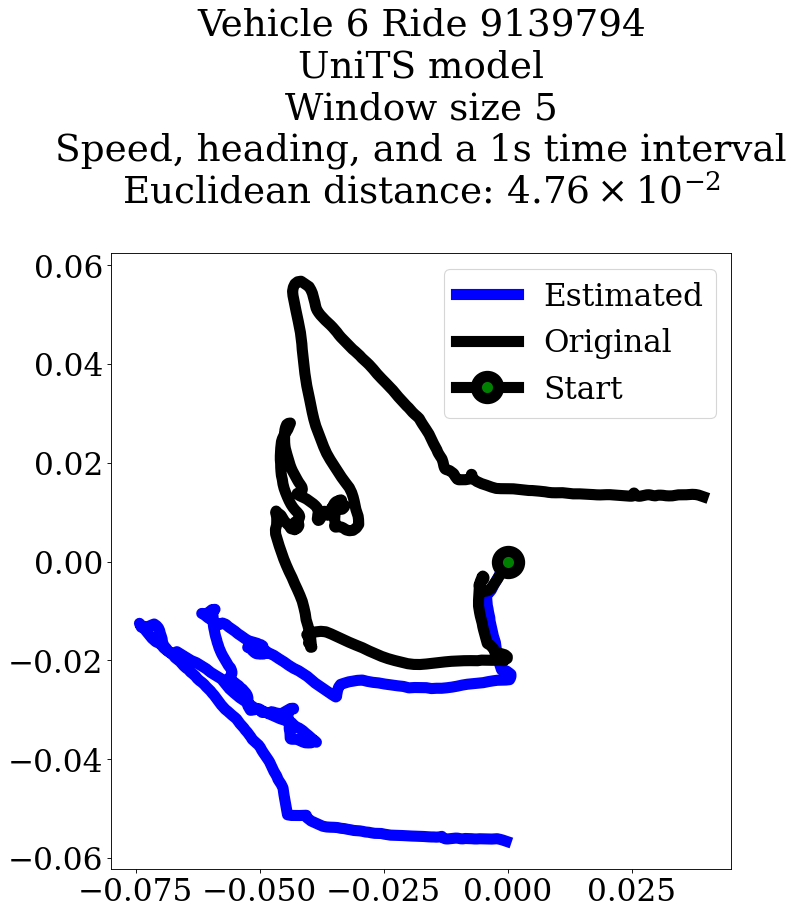 Vehicle 6 Ride 9139794
UniTS model
Window size 5
Speed, heading, and a 1s time interval
Euclidean distance: 4.76 × 10⁻²
Estimated
Original
Start
0.06
0.04
0.02
0.00
−0.02
−0.04
−0.06
−0.075 −0.050 −0.025 0.000 0.025